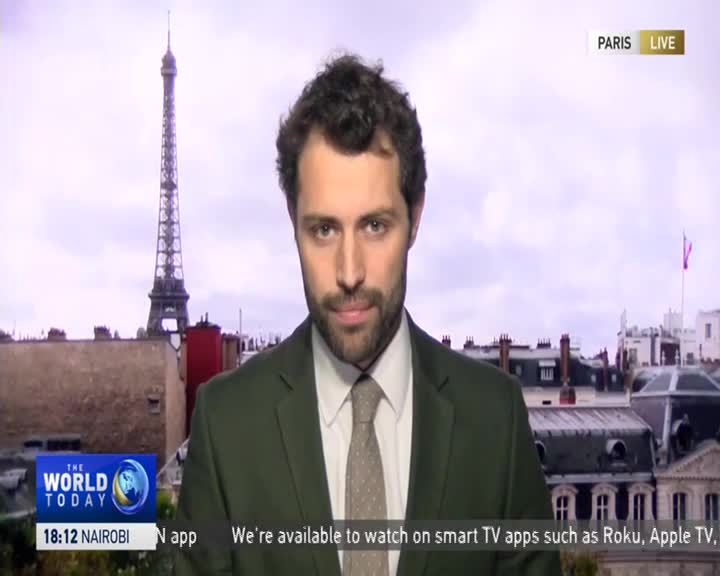 PARIS LIVE
THE
WORLD
TODAY
18:12 NAIROBI
N app We're available to watch on smart TV apps such as Roku, Apple TV,